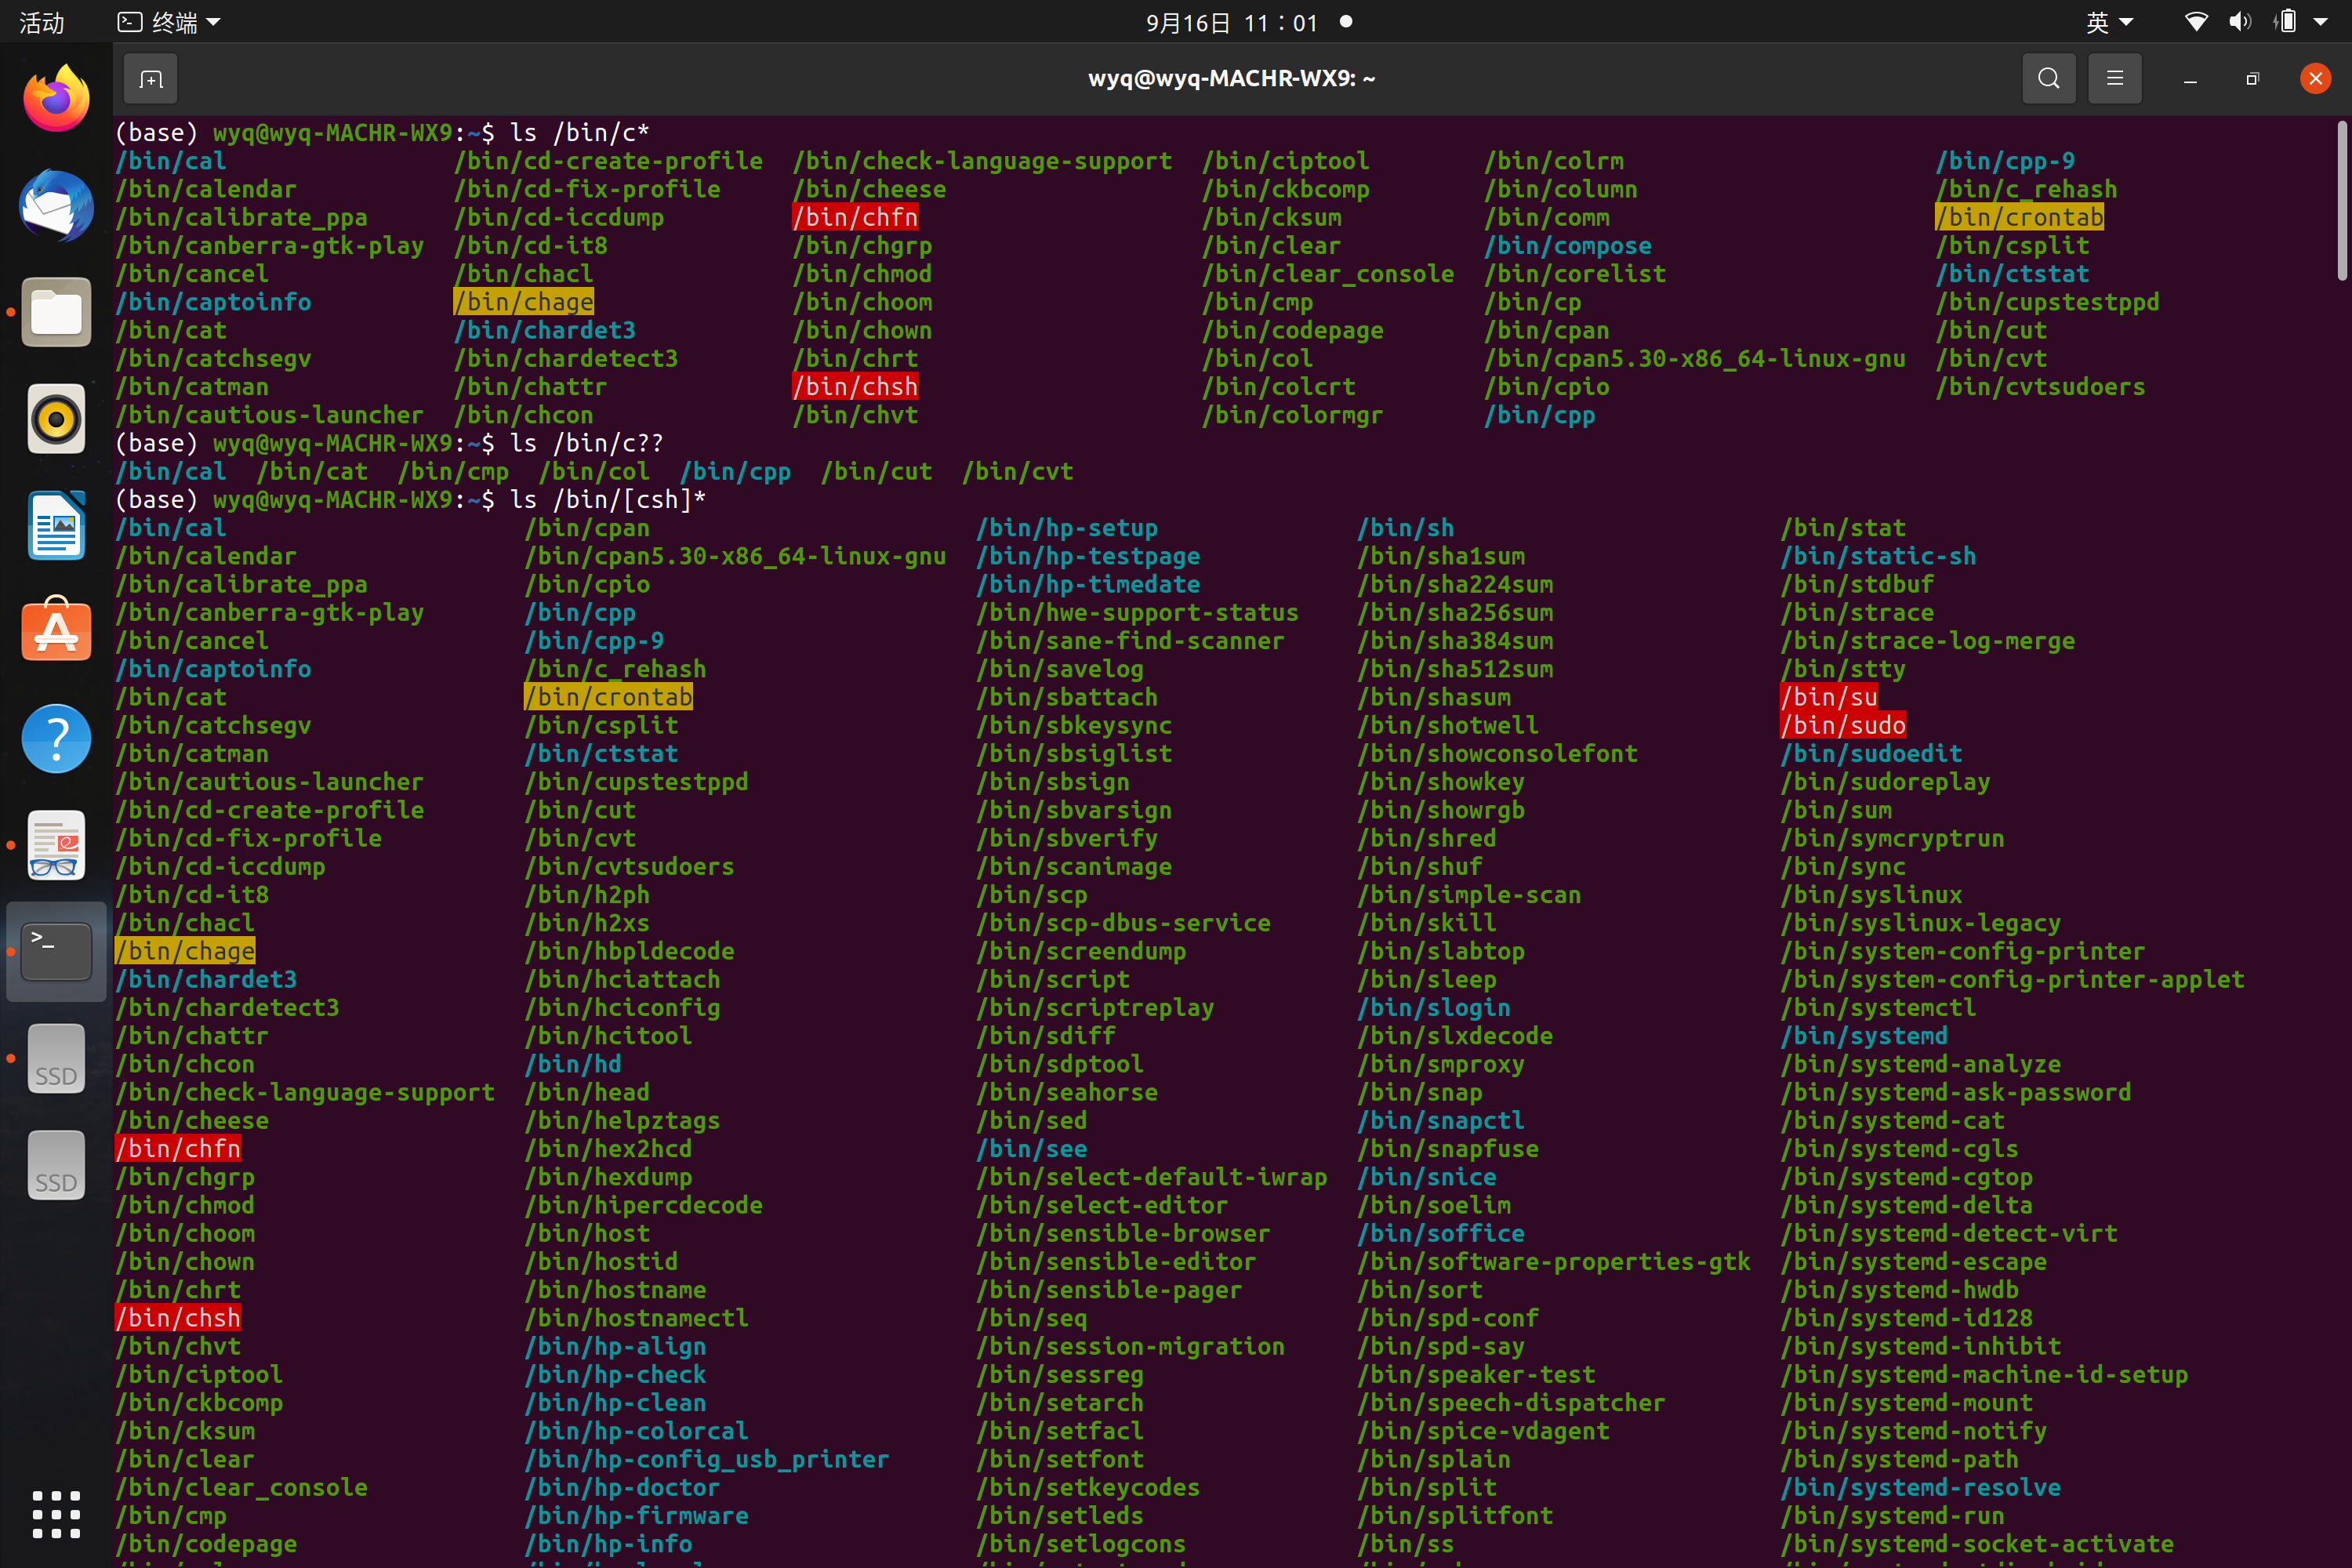 活动 终端 9月16日 11：01 英
wyq@wyq-MACHR-WX9: ~
(base) wyq@wyq-MACHR-WX9:~$ ls /bin/c*
/bin/cal /bin/cd-create-profile /bin/check-language-support /bin/ciptool /bin/colrm /bin/cpp-9
/bin/calendar /bin/cd-fix-profile /bin/cheese /bin/ckbcomp /bin/column /bin/c_rehash
/bin/calibrate_ppa /bin/cd-iccdump /bin/chfn /bin/cksum /bin/comm /bin/crontab
/bin/canberra-gtk-play /bin/cd-it8 /bin/chgrp /bin/clear /bin/compose /bin/csplit
/bin/cancel /bin/chacl /bin/chmod /bin/clear_console /bin/corelist /bin/ctstat
/bin/captoinfo /bin/chage /bin/choom /bin/cmp /bin/cp /bin/cupstestppd
/bin/cat /bin/chardet3 /bin/chown /bin/codepage /bin/cpan /bin/cut
/bin/catchsegv /bin/chardetect3 /bin/chrt /bin/col /bin/cpan5.30-x86_64-linux-gnu /bin/cvt
/bin/catman /bin/chattr /bin/chsh /bin/colcrt /bin/cpio /bin/cvtsudoers
/bin/cautious-launcher /bin/chcon /bin/chvt /bin/colormgr /bin/cpp
(base) wyq@wyq-MACHR-WX9:~$ ls /bin/c??
/bin/cal /bin/cat /bin/cmp /bin/col /bin/cpp /bin/cut /bin/cvt
(base) wyq@wyq-MACHR-WX9:~$ ls /bin/[csh]*
/bin/cal /bin/cpan /bin/hp-setup /bin/sh /bin/stat
/bin/calendar /bin/cpan5.30-x86_64-linux-gnu /bin/hp-testpage /bin/sha1sum /bin/static-sh
/bin/calibrate_ppa /bin/cpio /bin/hp-timedate /bin/sha224sum /bin/stdbuf
/bin/canberra-gtk-play /bin/cpp /bin/hwe-support-status /bin/sha256sum /bin/strace
/bin/cancel /bin/cpp-9 /bin/sane-find-scanner /bin/sha384sum /bin/strace-log-merge
/bin/captoinfo /bin/c_rehash /bin/savelog /bin/sha512sum /bin/stty
/bin/cat /bin/crontab /bin/sbattach /bin/shasum /bin/su
/bin/catchsegv /bin/csplit /bin/sbkeysync /bin/shotwell /bin/sudo
/bin/catman /bin/ctstat /bin/sbsiglist /bin/showconsolefont /bin/sudoedit
/bin/cautious-launcher /bin/cupstestppd /bin/sbsign /bin/showkey /bin/sudoreplay
/bin/cd-create-profile /bin/cut /bin/sbvarsign /bin/showrgb /bin/sum
/bin/cd-fix-profile /bin/cvt /bin/sbverify /bin/shred /bin/symcryptrun
/bin/cd-iccdump /bin/cvtsudoers /bin/scanimage /bin/shuf /bin/sync
/bin/cd-it8 /bin/h2ph /bin/scp /bin/simple-scan /bin/syslinux
/bin/chacl /bin/h2xs /bin/scp-dbus-service /bin/skill /bin/syslinux-legacy
/bin/chage /bin/hbpldecode /bin/screendump /bin/slabtop /bin/system-config-printer
/bin/chardet3 /bin/hciattach /bin/script /bin/sleep /bin/system-config-printer-applet
/bin/chardetect3 /bin/hciconfig /bin/scriptreplay /bin/slogin /bin/systemctl
/bin/chattr /bin/hcitool /bin/sdiff /bin/slxdecode /bin/systemd
/bin/chcon /bin/hd /bin/sdptool /bin/smproxy /bin/systemd-analyze
/bin/check-language-support /bin/head /bin/seahorse /bin/snap /bin/systemd-ask-password
/bin/cheese /bin/helpztags /bin/sed /bin/snapctl /bin/systemd-cat
/bin/chfn /bin/hex2hcd /bin/see /bin/snapfuse /bin/systemd-cgls
/bin/chgrp /bin/hexdump /bin/select-default-iwrap /bin/snice /bin/systemd-cgtop
/bin/chmod /bin/hipercdecode /bin/select-editor /bin/soelim /bin/systemd-delta
/bin/choom /bin/host /bin/sensible-browser /bin/soffice /bin/systemd-detect-virt
/bin/chown /bin/hostid /bin/sensible-editor /bin/software-properties-gtk /bin/systemd-escape
/bin/chrt /bin/hostname /bin/sensible-pager /bin/sort /bin/systemd-hwdb
/bin/chsh /bin/hostnamectl /bin/seq /bin/spd-conf /bin/systemd-id128
/bin/chvt /bin/hp-align /bin/session-migration /bin/spd-say /bin/systemd-inhibit
/bin/ciptool /bin/hp-check /bin/sessreg /bin/speaker-test /bin/systemd-machine-id-setup
/bin/ckbcomp /bin/hp-clean /bin/setarch /bin/speech-dispatcher /bin/systemd-mount
/bin/cksum /bin/hp-colorcal /bin/setfacl /bin/spice-vdagent /bin/systemd-notify
/bin/clear /bin/hp-config_usb_printer /bin/setfont /bin/splain /bin/systemd-path
/bin/clear_console /bin/hp-doctor /bin/setkeycodes /bin/split /bin/systemd-resolve
/bin/cmp /bin/hp-firmware /bin/setleds /bin/splitfont /bin/systemd-run
/bin/codepage /bin/hp-info /bin/setlogcons /bin/ss /bin/systemd-socket-activate
SSD
SSD